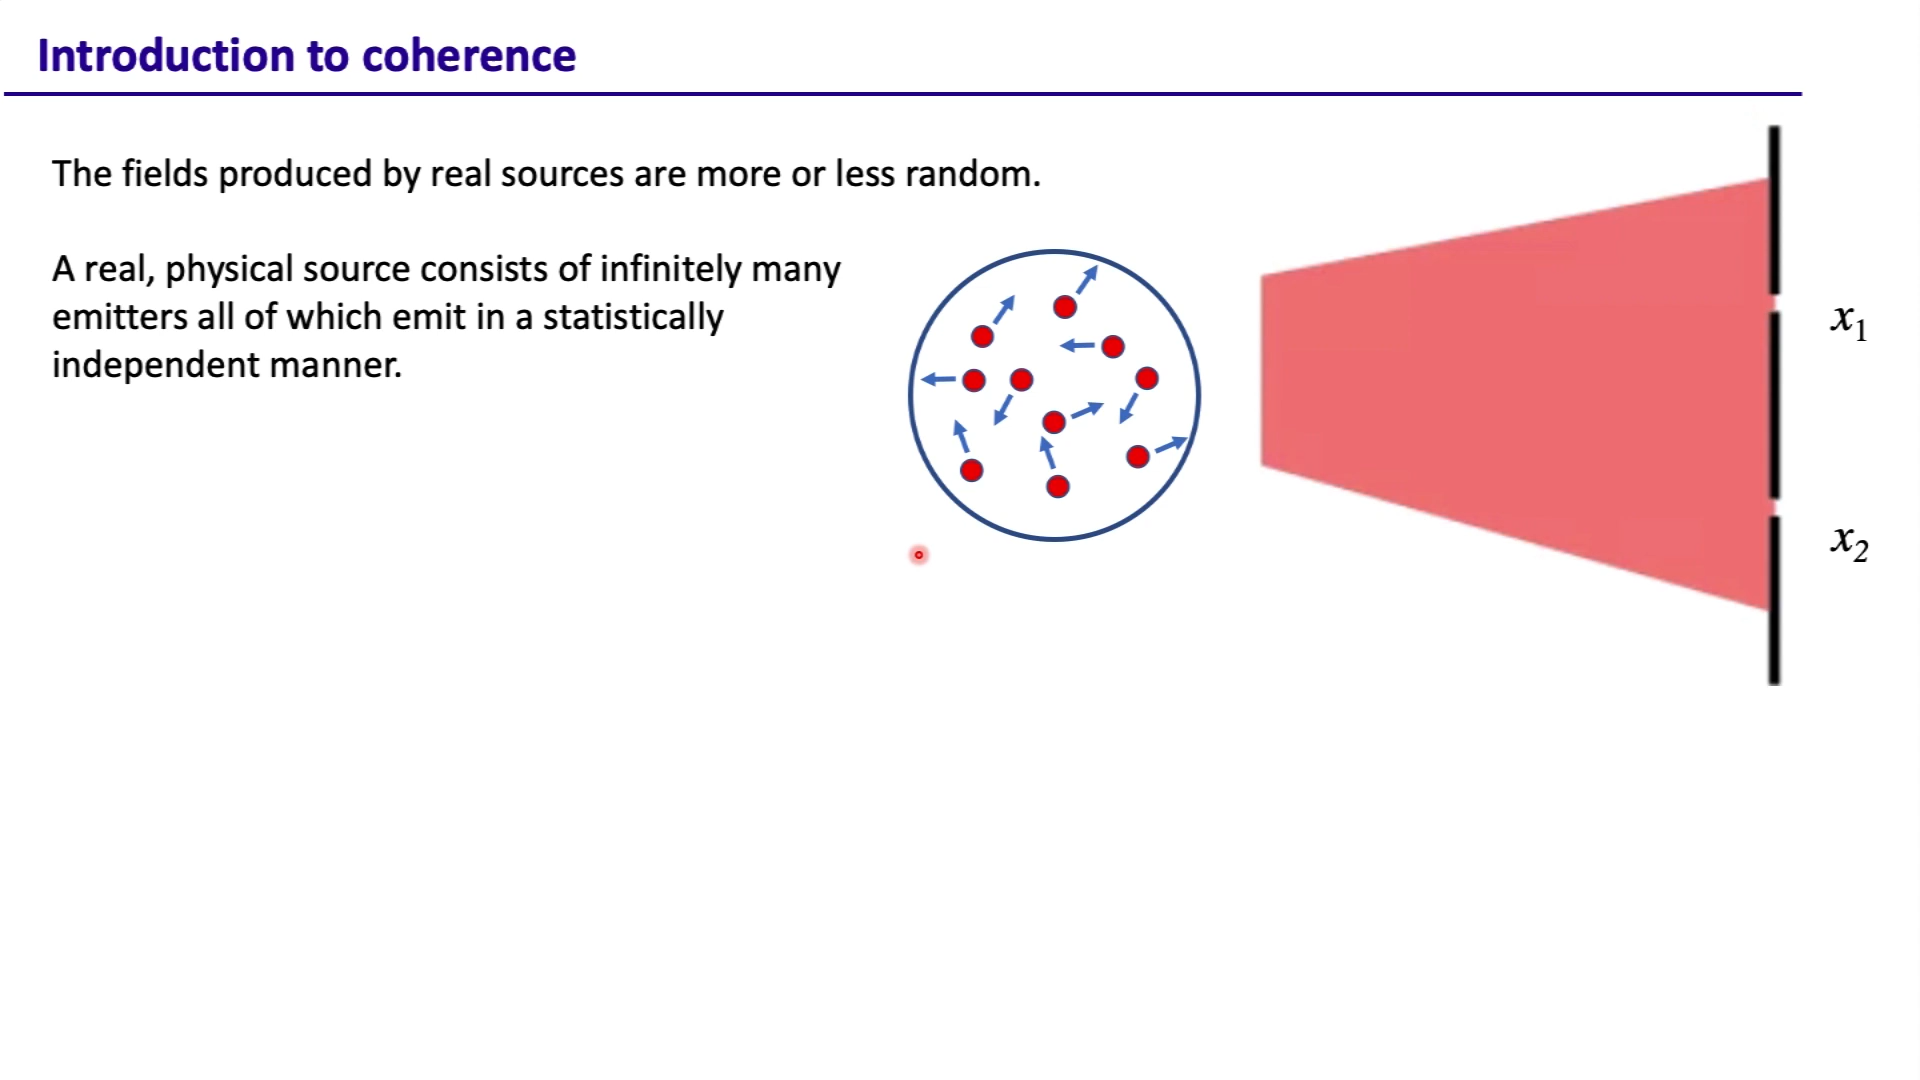 Introduction to coherence
The fields produced by real sources are more or less random.
A real, physical source consists of infinitely many
emitters all of which emit in a statistically
independent manner.
x₁
x₂